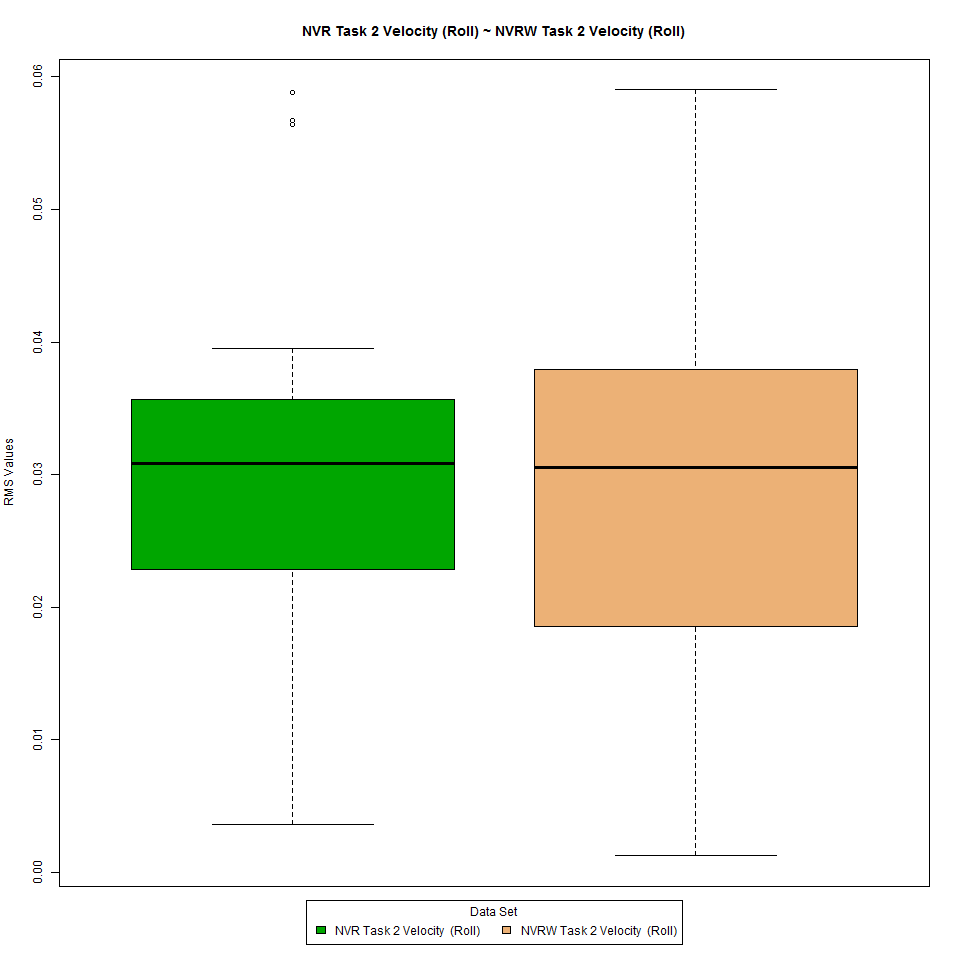 NVR Task 2 Velocity (Roll) ~ NVRW Task 2 Velocity (Roll)
0.06
0.05
0.04
0.03
0.02
0.01
0.00
RMS Values
Data Set
NVR Task 2 Velocity (Roll) NVRW Task 2 Velocity (Roll)